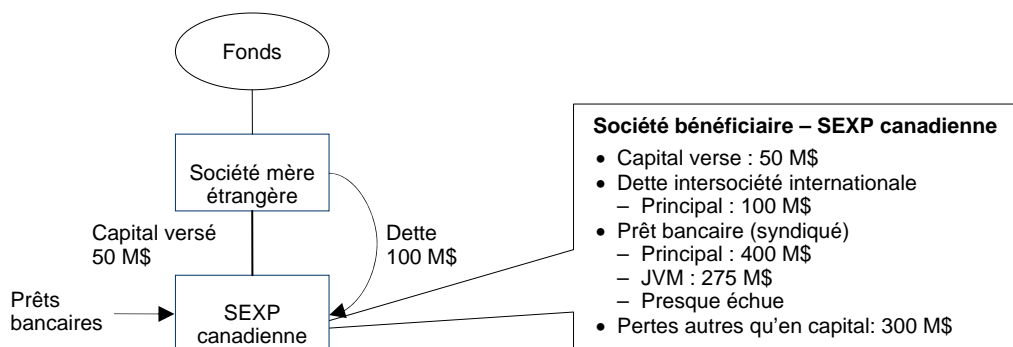 Fonds
Société mère
étrangère
Capital versé
50 M$
Dette
100 M$
Prêts
bancaires
SEXP
canadienne
Société bénéficiaire – SEXP canadienne
• Capital verse : 50 M$
• Dette intersociété internationale
– Principal : 100 M$
• Prêt bancaire (syndiqué)
– Principal : 400 M$
– JVM : 275 M$
– Presque échue
• Pertes autres qu’en capital: 300 M$